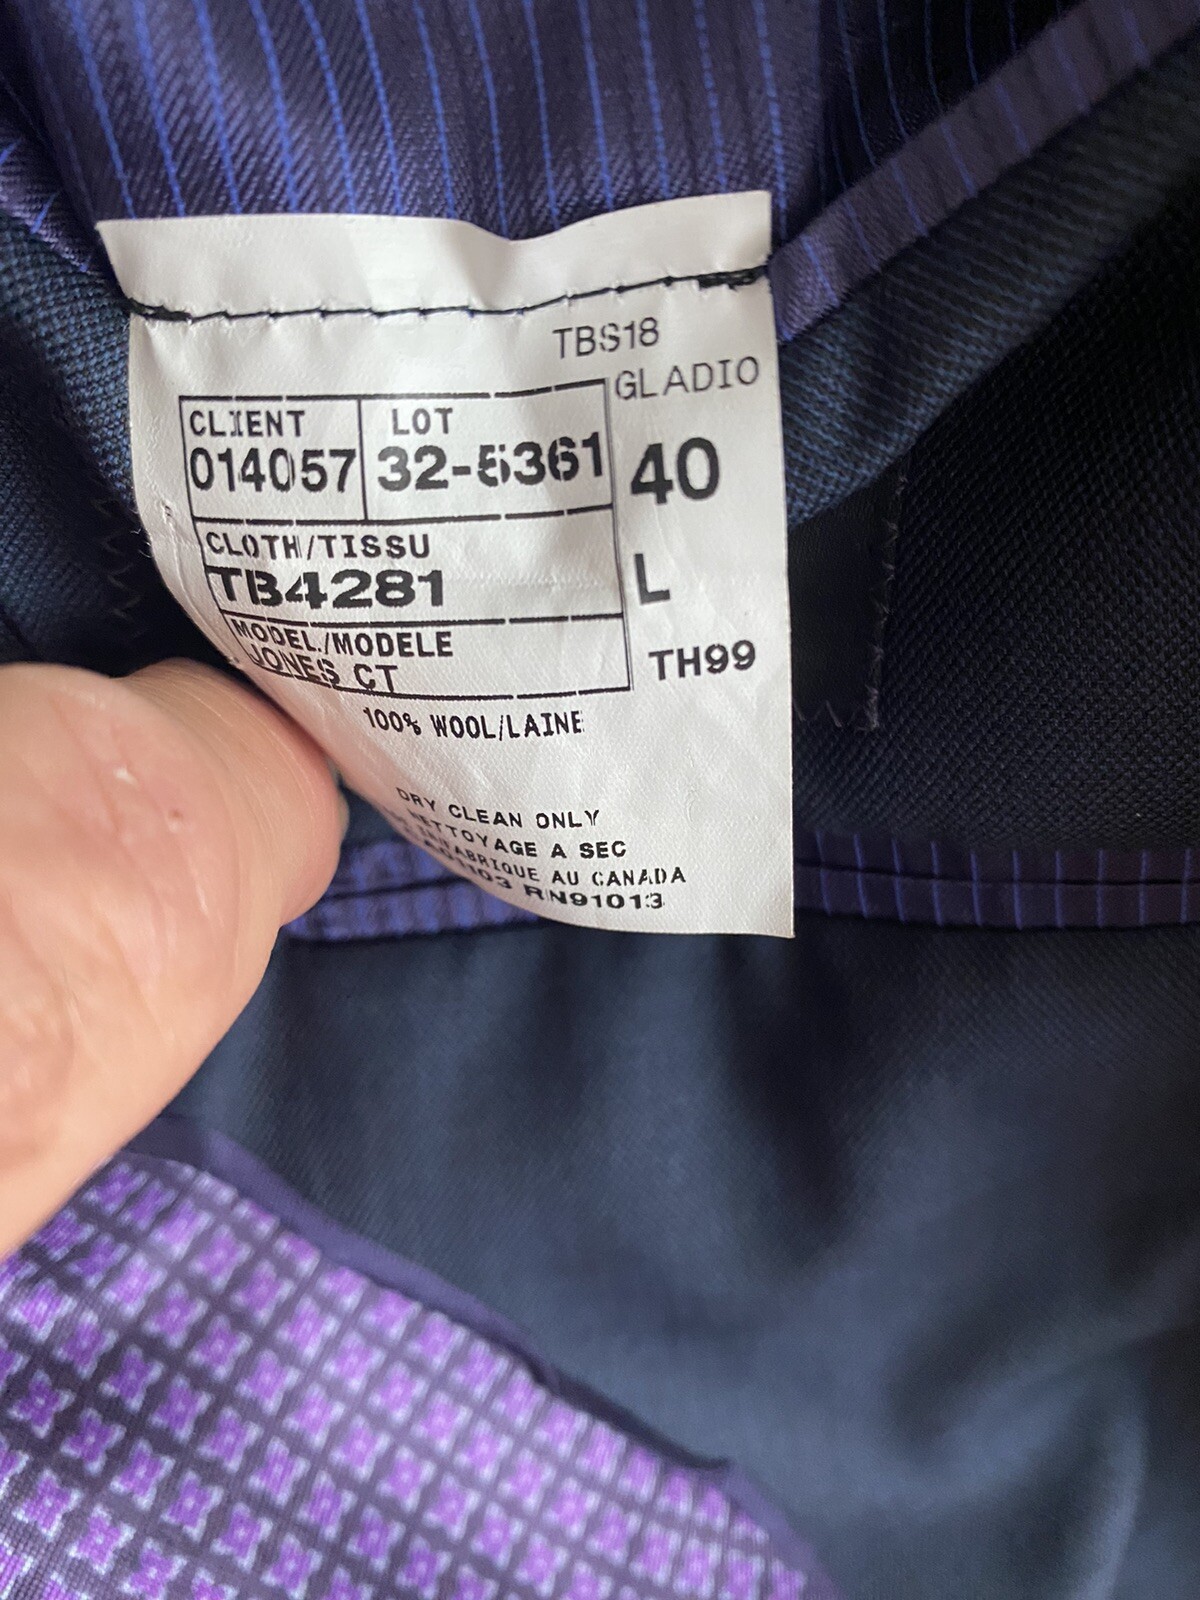 TBS18
GLADIO
CLIENT LOT
014057 32-5361 40
CLOTH/TISSU
TB4281 L
MODEL./MODELE
JONES CT TH99
100% WOOL/LAINE
DRY CLEAN ONLY
NETTOYAGE A SEC
FABRIQUE AU CANADA
RN91013